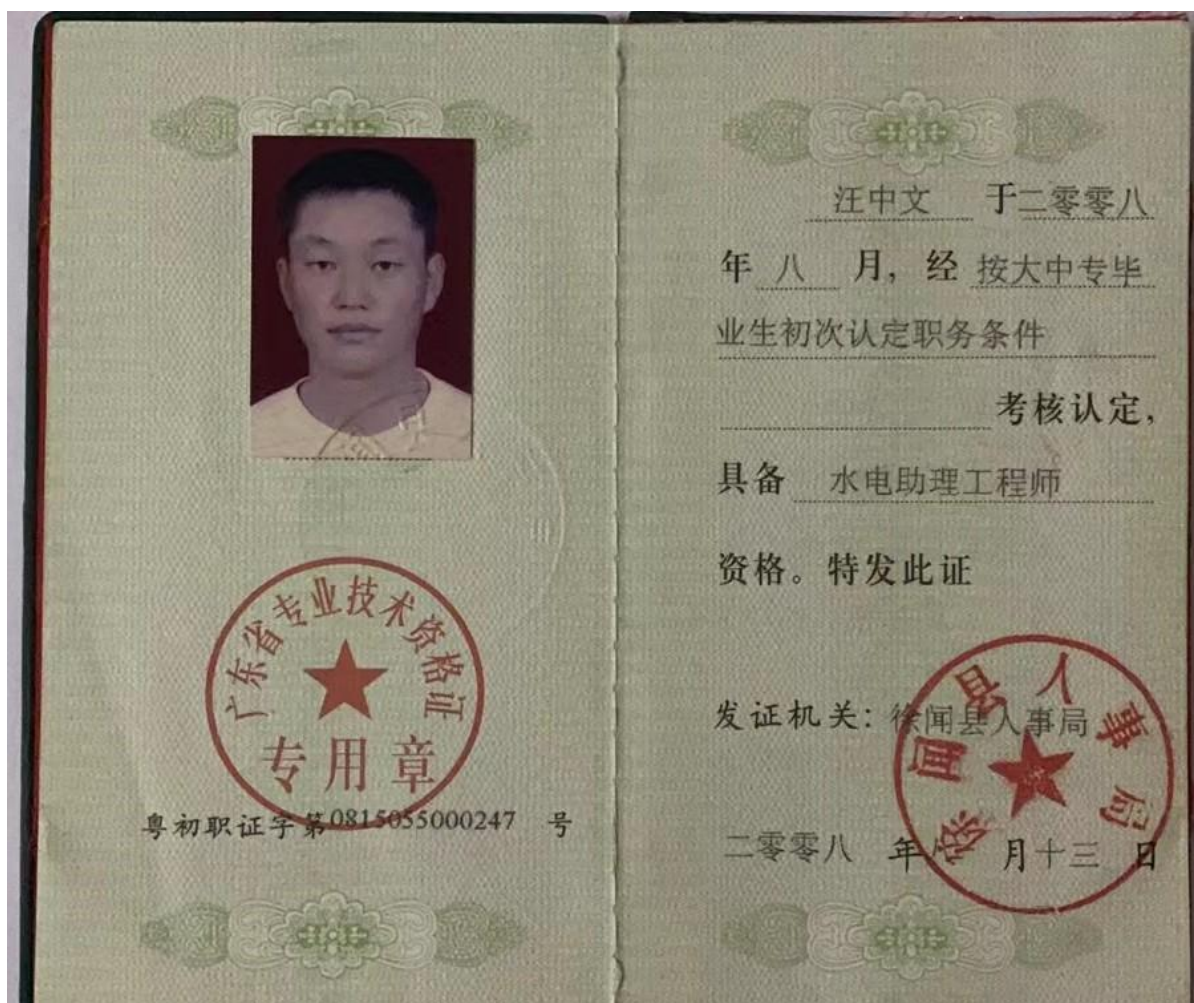 广东省专业技术资格证
专用章
粤初职证字第0815055000247 号
汪中文 于二零零八
年 八 月, 经 按大中专毕
业生初次认定职务条件
考核认定,
具备 水电助理工程师
资格。特发此证
发证机关: 徐闻县人事局
徐闻县人事局
二零零八 年 月十三 日